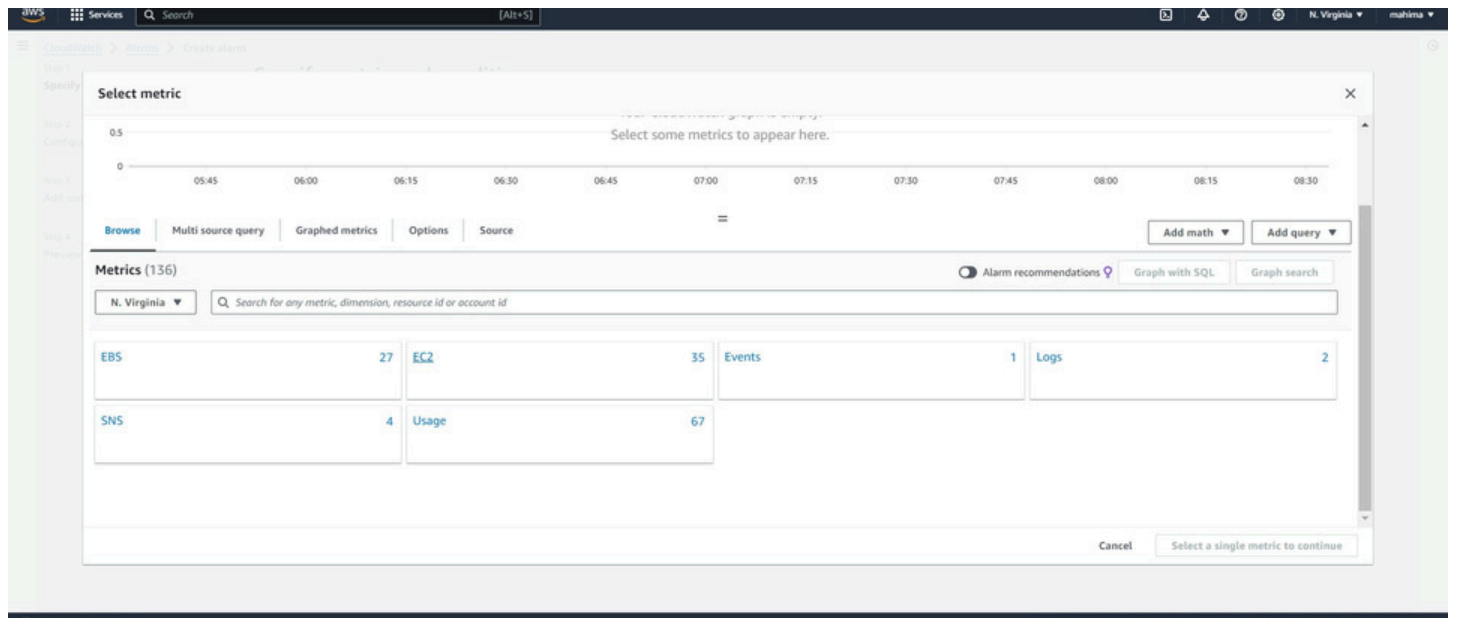 aws Services Search [Alt+S] N. Virginia mahima
CloudWatch > Alarms > Create alarm
Select metric
0.5
Select some metrics to appear here.
0
05:45 06:00 06:15 06:30 06:45 07:00 07:15 07:30 07:45 08:00 08:15 08:30
Browse Multi source query Graphed metrics Options Source Add math Add query
Metrics (136) Alarm recommendations Graph with SQL Graph search
N. Virginia Search for any metric, dimension, resource id or account id
EBS 27 EC2 35 Events 1 Logs 2
SNS 4 Usage 67
Cancel Select a single metric to continue